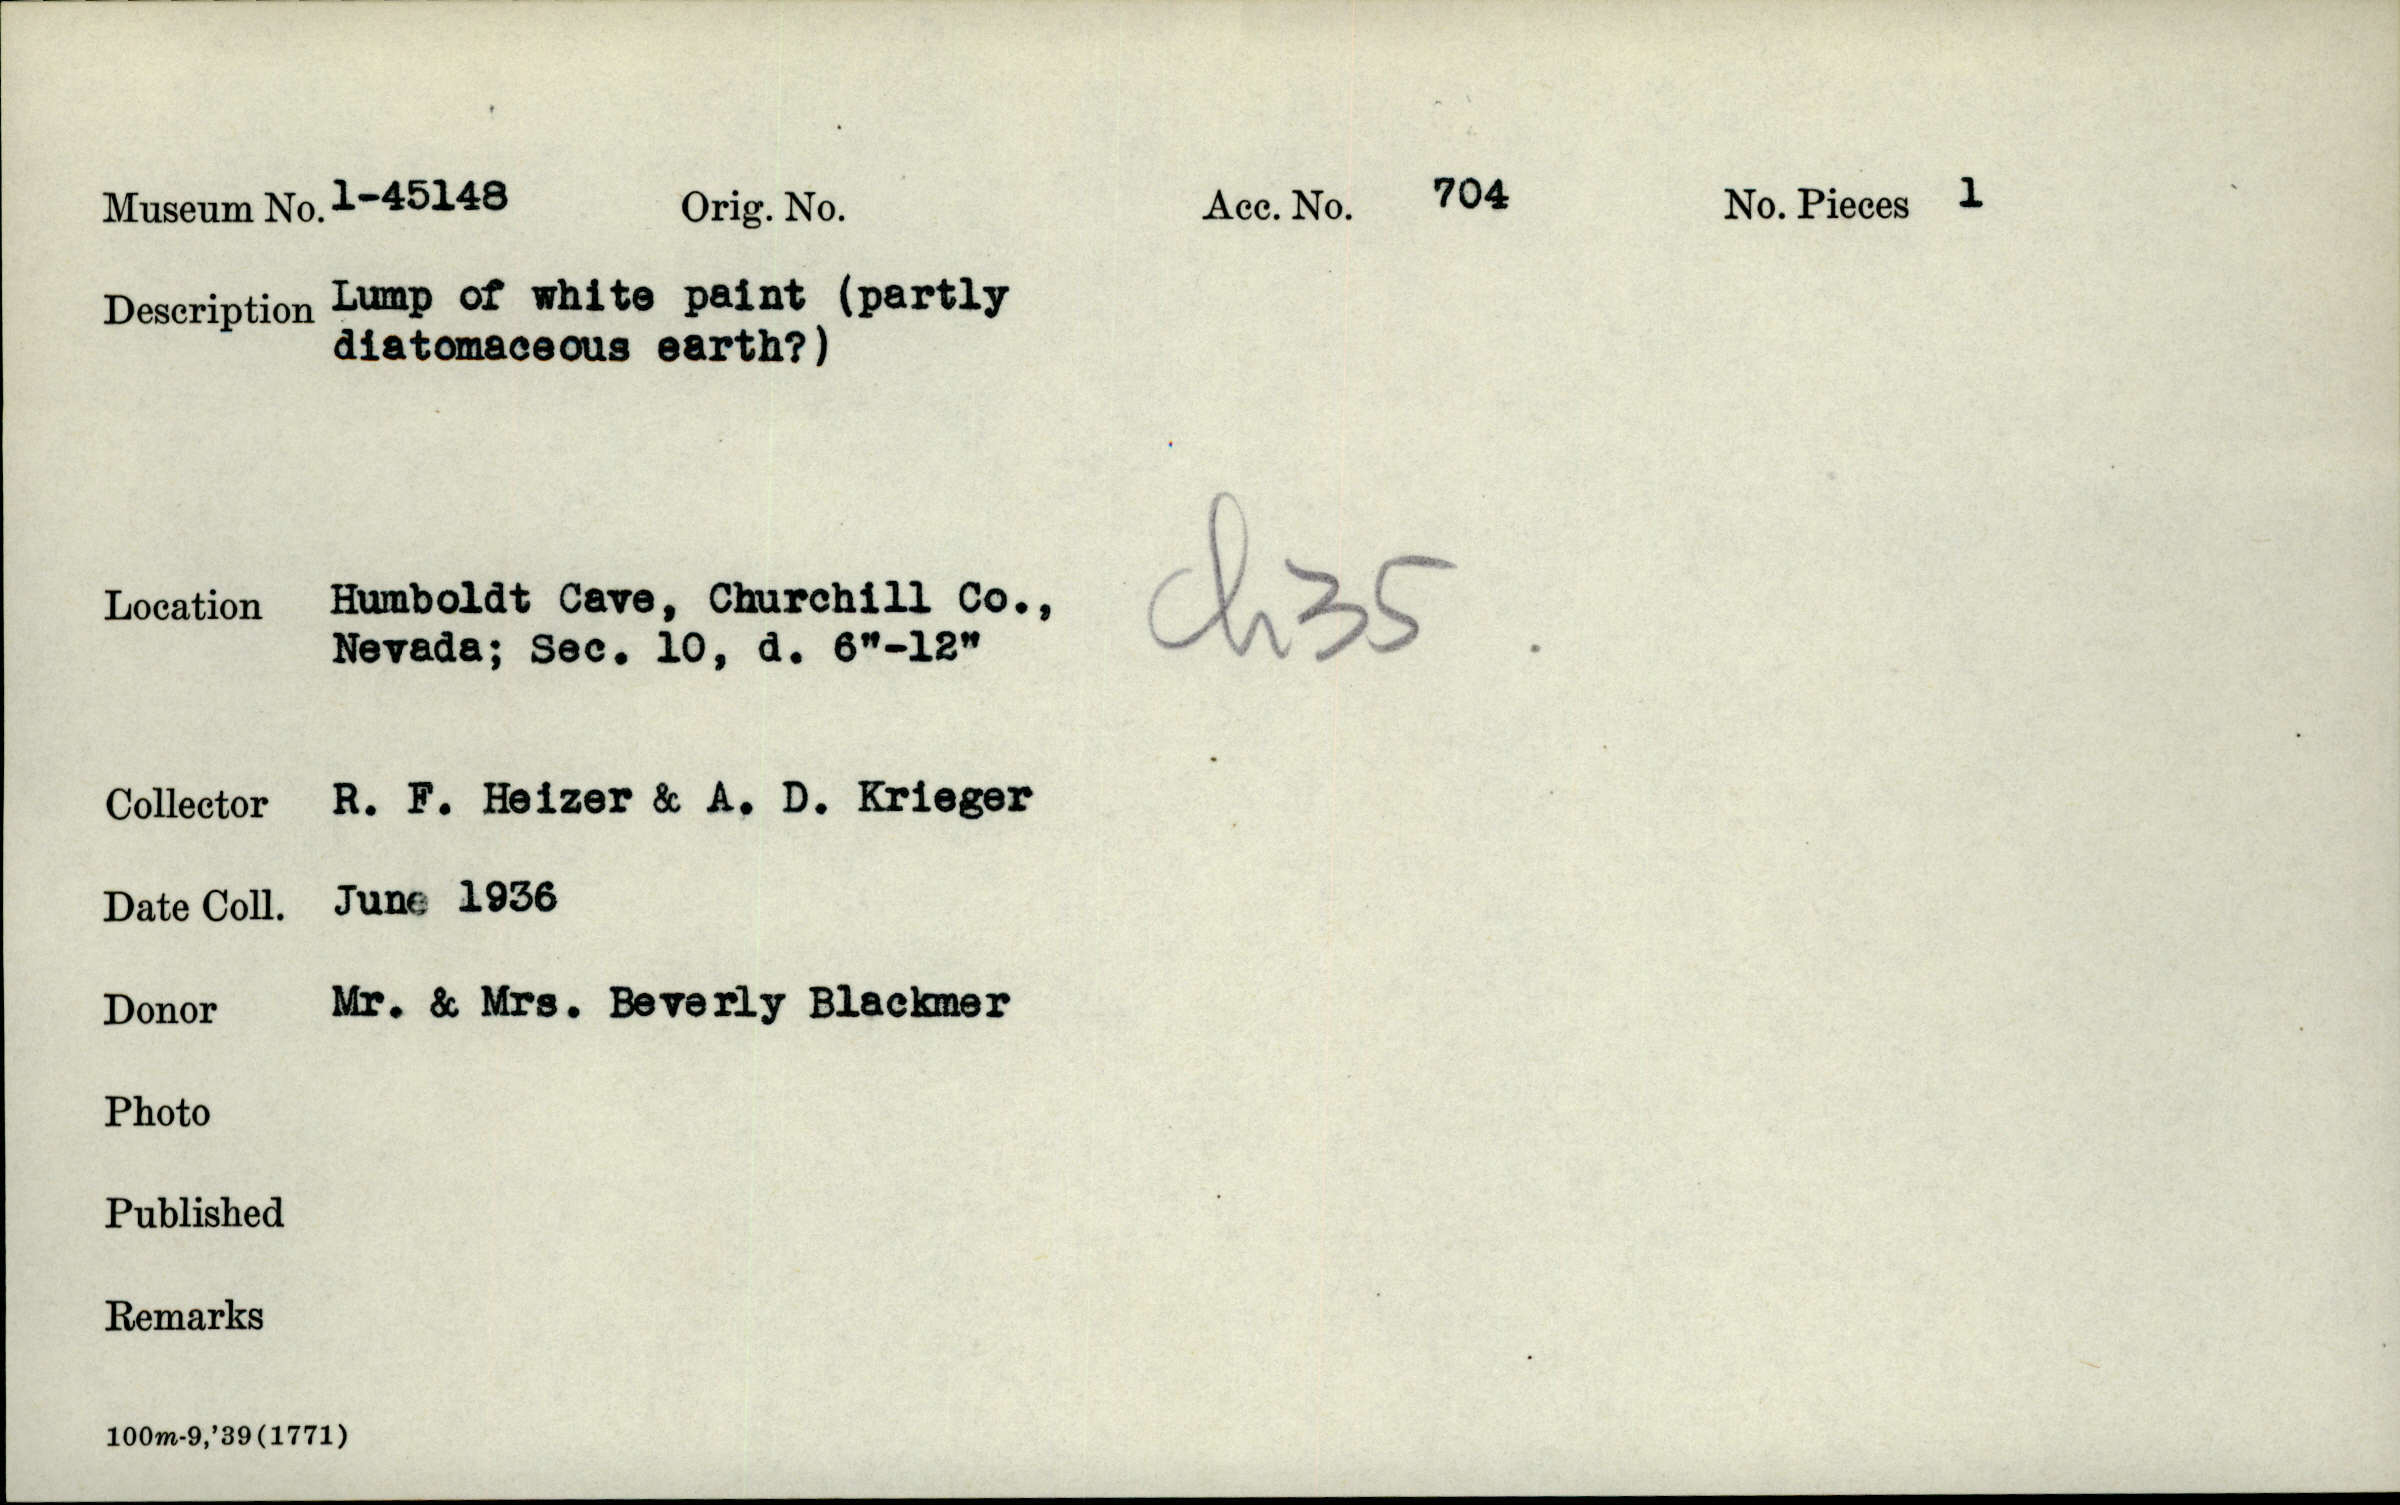 Museum No. 1-45148 Orig. No. Acc. No. 704 No. Pieces 1
Description Lump of white paint (partly
diatomaceous earth?)
Location Humboldt Cave, Churchill Co.,
Nevada; Sec. 10, d. 6"-12"
Ch35
Collector R. F. Heizer & A. D. Krieger
Date Coll. June 1936
Donor Mr. & Mrs. Beverly Blackmer
Photo
Published
Remarks
100m-9,'39(1771)